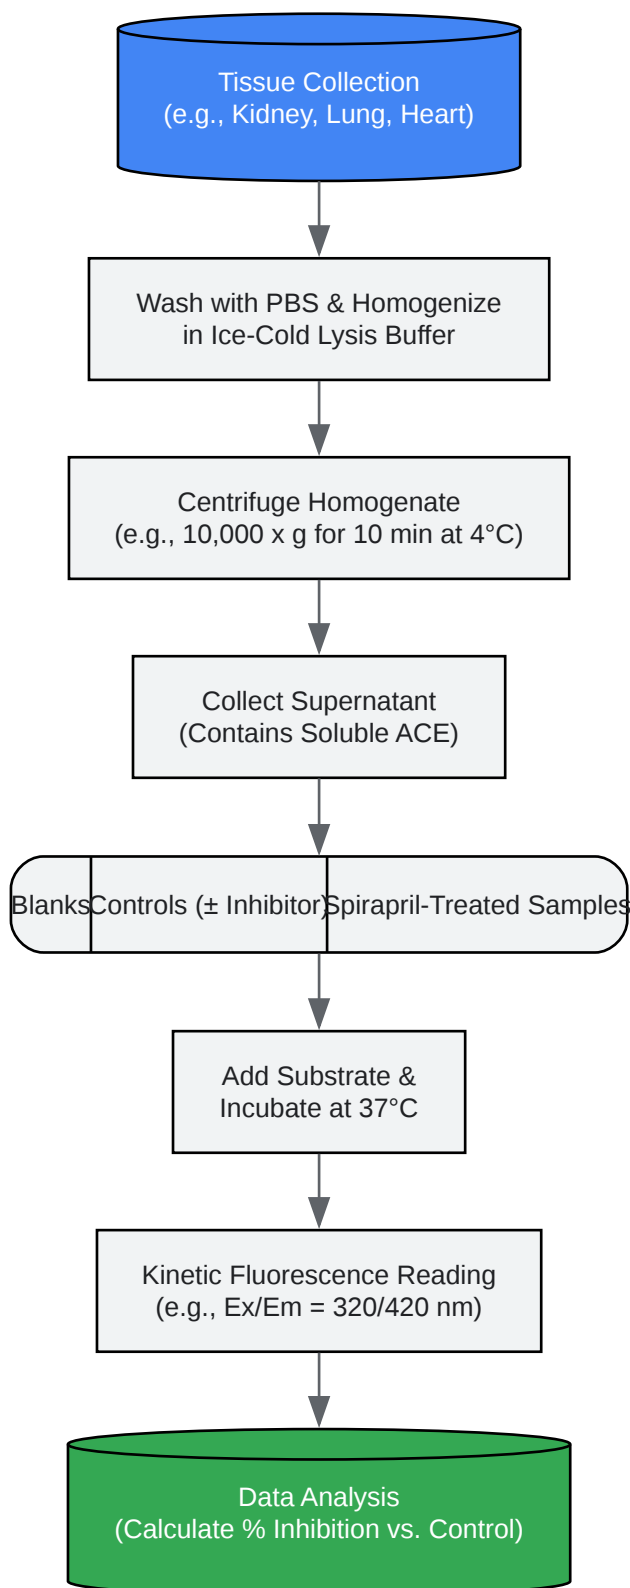 Tissue Collection
(e.g., Kidney, Lung, Heart)
Wash with PBS & Homogenize
in Ice-Cold Lysis Buffer
Centrifuge Homogenate
(e.g., 10,000 x g for 10 min at 4°C)
Collect Supernatant
(Contains Soluble ACE)
Blanks Controls (± Inhibitor) Spirapril-Treated Samples
Add Substrate &
Incubate at 37°C
Kinetic Fluorescence Reading
(e.g., Ex/Em = 320/420 nm)
Data Analysis
(Calculate % Inhibition vs. Control)